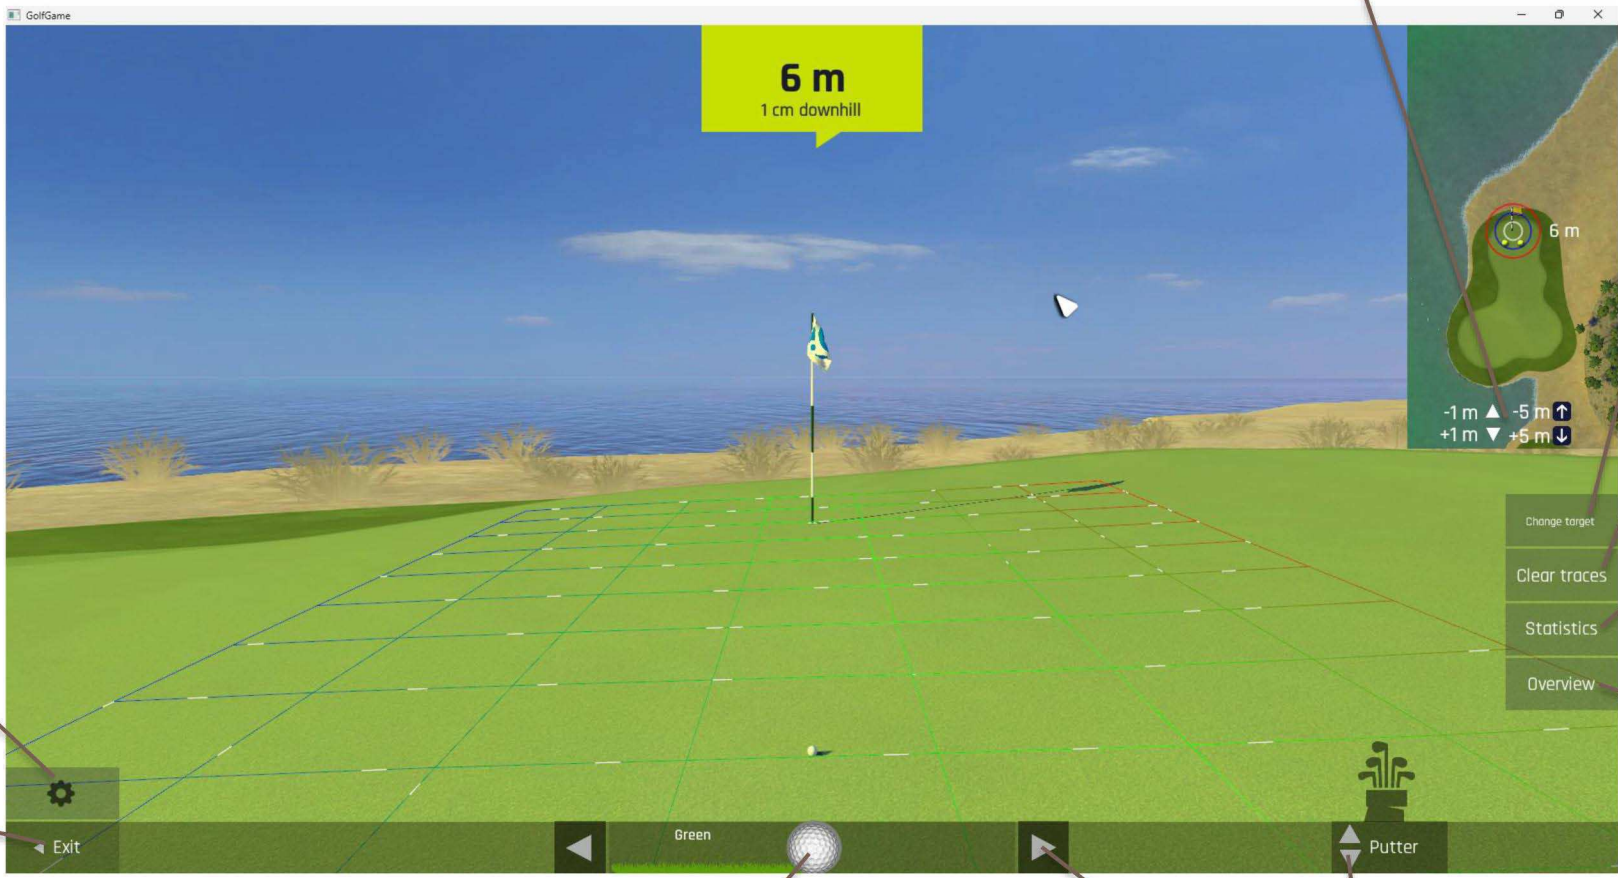 GolfGame
6 m
1 cm downhill
6 m
-1 m ▲ -5 m ↑
+1 m ▼ +5 m ↓
Change target
Clear traces
Statistics
Overview
Exit
Green
Putter